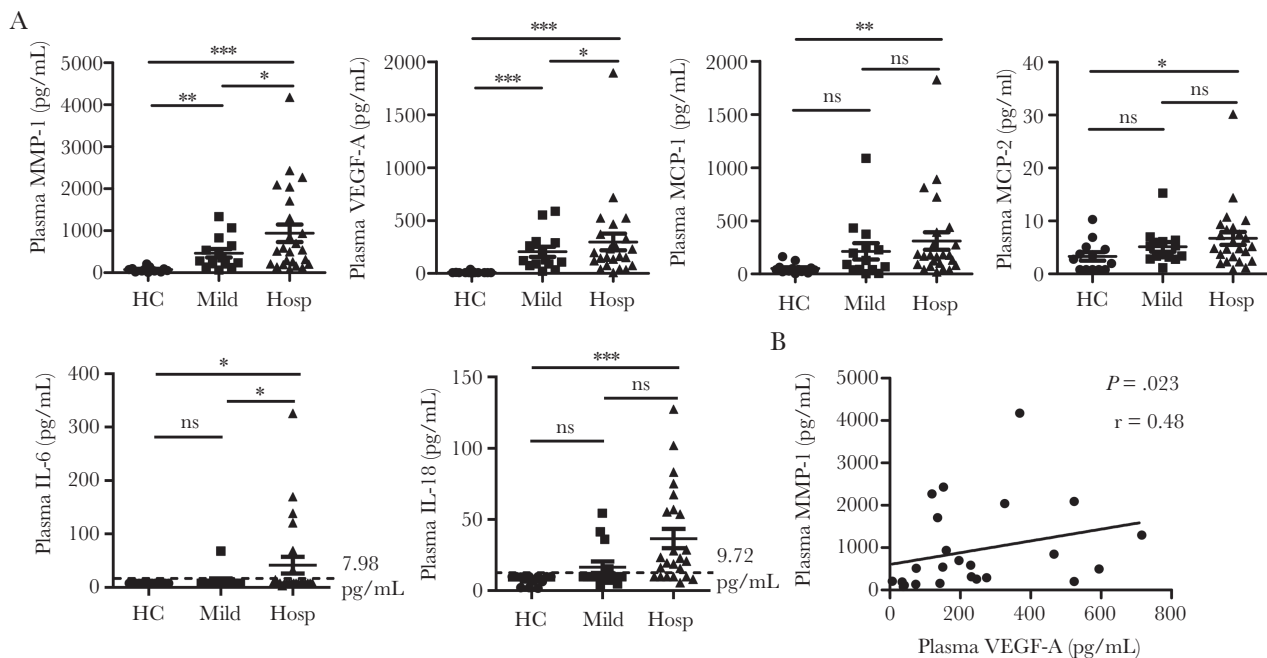 A
Plasma MMP-1 (pg/mL)
5000
4000
3000
2000
1000
0
***
**
*
HC Mild Hosp
Plasma VEGF-A (pg/mL)
2000
1500
1000
500
0
***
***
*
HC Mild Hosp
Plasma MCP-1 (pg/mL)
2000
1500
1000
500
0
**
ns
ns
HC Mild Hosp
Plasma MCP-2 (pg/ml)
40
30
20
10
0
*
ns
ns
HC Mild Hosp
Plasma IL-6 (pg/mL)
400
300
200
100
0
*
ns
*
7.98
pg/mL
HC Mild Hosp
Plasma IL-18 (pg/mL)
150
100
50
0
***
ns
ns
9.72
pg/mL
HC Mild Hosp
B
Plasma MMP-1 (pg/mL)
5000
4000
3000
2000
1000
0
P = .023
r = 0.48
0 200 400 600 800
Plasma VEGF-A (pg/mL)